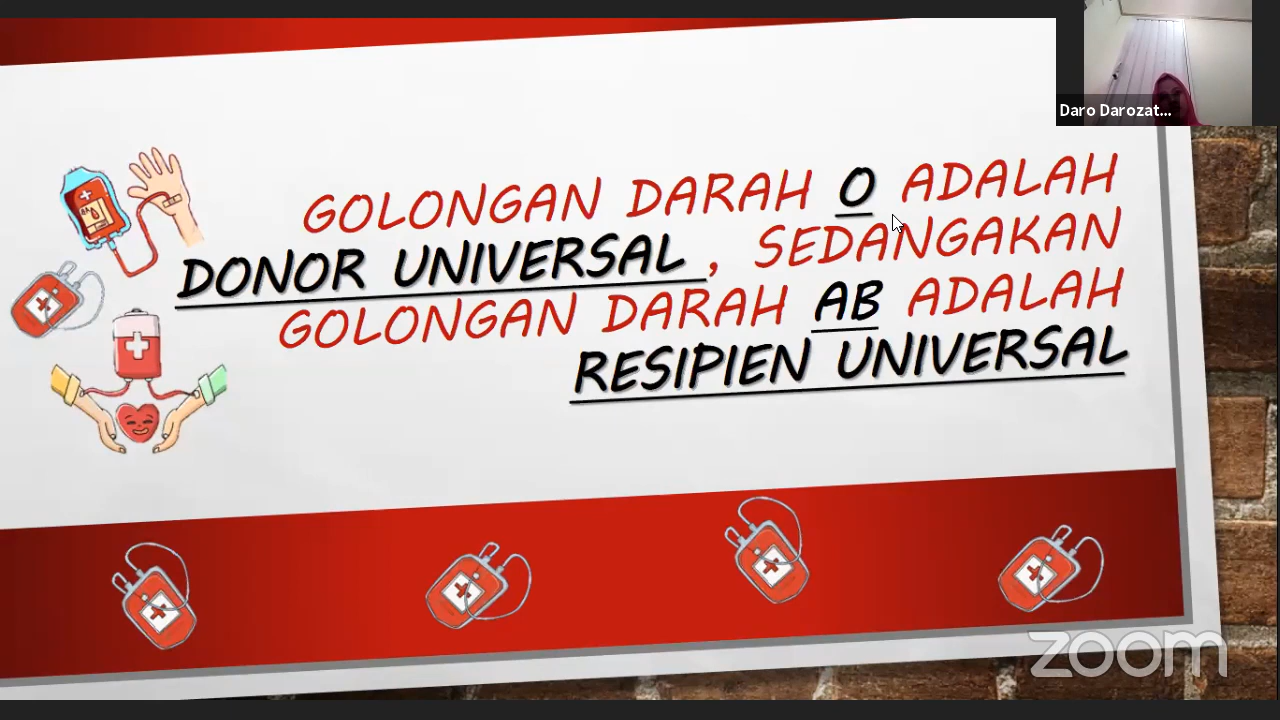 Daro Darozat...
GOLONGAN DARAH O ADALAH
DONOR UNIVERSAL , SEDANGAKAN
GOLONGAN DARAH AB ADALAH
RESIPIEN UNIVERSAL
zoom